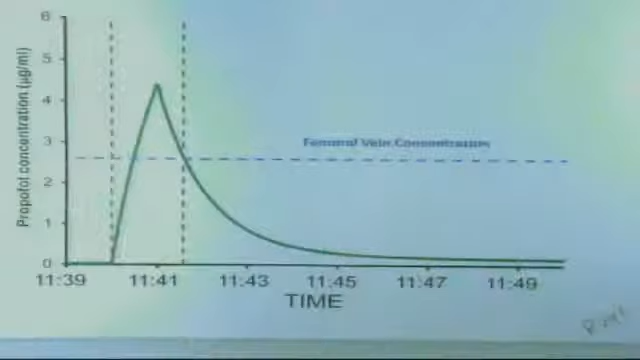 6
5
4
3
2
1
0
Propofol concentration (µg/ml)
Femoral Vein Concentration
11:39 11:41 11:43 11:45 11:47 11:49
TIME